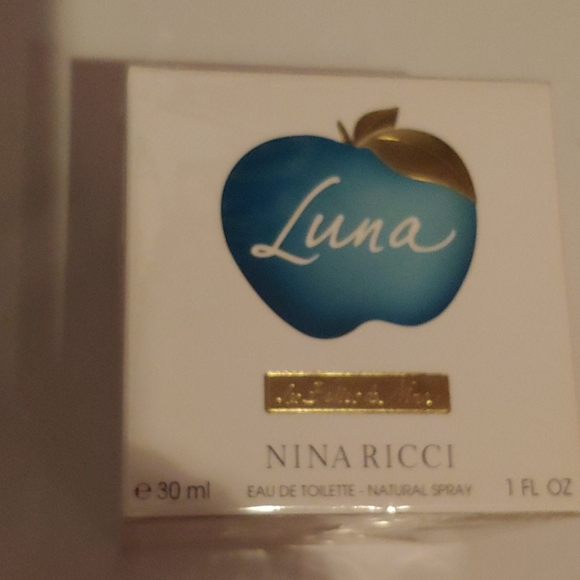 Luna
NINA RICCI
℮ 30 ml EAU DE TOILETTE - NATURAL SPRAY 1 FL OZ